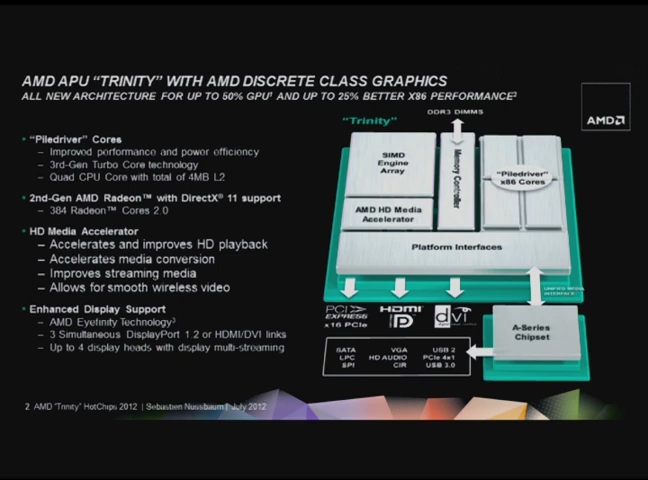 AMD APU “TRINITY” WITH AMD DISCRETE CLASS GRAPHICS
ALL NEW ARCHITECTURE FOR UP TO 50% GPU¹ AND UP TO 25% BETTER X86 PERFORMANCE²
AMD
▪ “Piledriver” Cores
– Improved performance and power efficiency
– 3rd-Gen Turbo Core technology
– Quad CPU Core with total of 4MB L2
▪ 2nd-Gen AMD Radeon™ with DirectX® 11 support
– 384 Radeon™ Cores 2.0
▪ HD Media Accelerator
– Accelerates and improves HD playback
– Accelerates media conversion
– Improves streaming media
– Allows for smooth wireless video
▪ Enhanced Display Support
– AMD Eyefinity Technology³
– 3 Simultaneous DisplayPort 1.2 or HDMI/DVI links
– Up to 4 display heads with display multi-streaming
“Trinity”
DDR3 DIMMS
SIMD
Engine
Array
Memory Controller
“Piledriver”
x86 Cores
AMD HD Media
Accelerator
Platform Interfaces
UNIFIED MEDIA
INTERFACE
PCI
EXPRESS
x16 PCIe
HDMI
DP
dvi
A-Series
Chipset
SATA VGA USB 2
LPC HD AUDIO PCIe 4x1
SPI CIR USB 3.0
2 AMD “Trinity” HotChips 2012 | Sebastien Nussbaum | July 2012